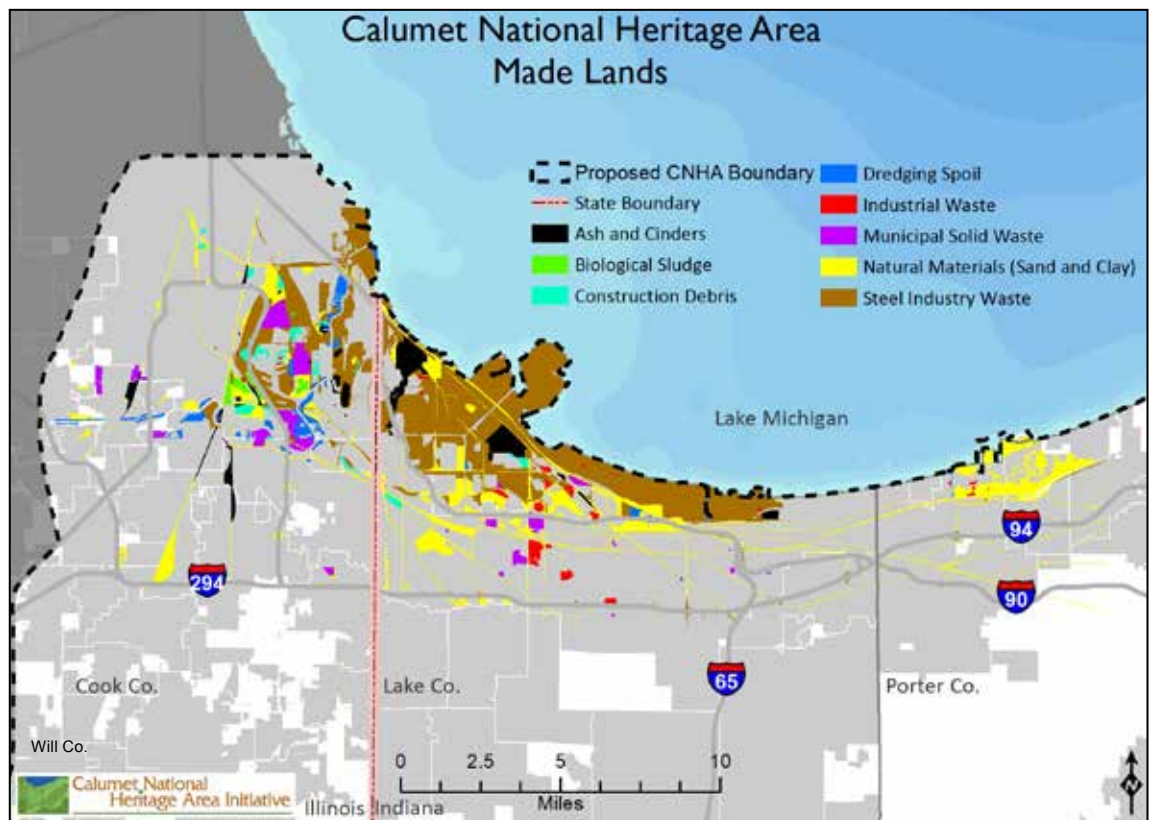 Calumet National Heritage Area
Made Lands
Proposed CNHA Boundary
State Boundary
Ash and Cinders
Biological Sludge
Construction Debris
Dredging Spoil
Industrial Waste
Municipal Solid Waste
Natural Materials (Sand and Clay)
Steel Industry Waste
Lake Michigan
94
294
90
65
Cook Co.
Lake Co.
Porter Co.
Will Co.
0 2.5 5 10
Miles
Calumet National
Heritage Area Initiative
Illinois Indiana
N